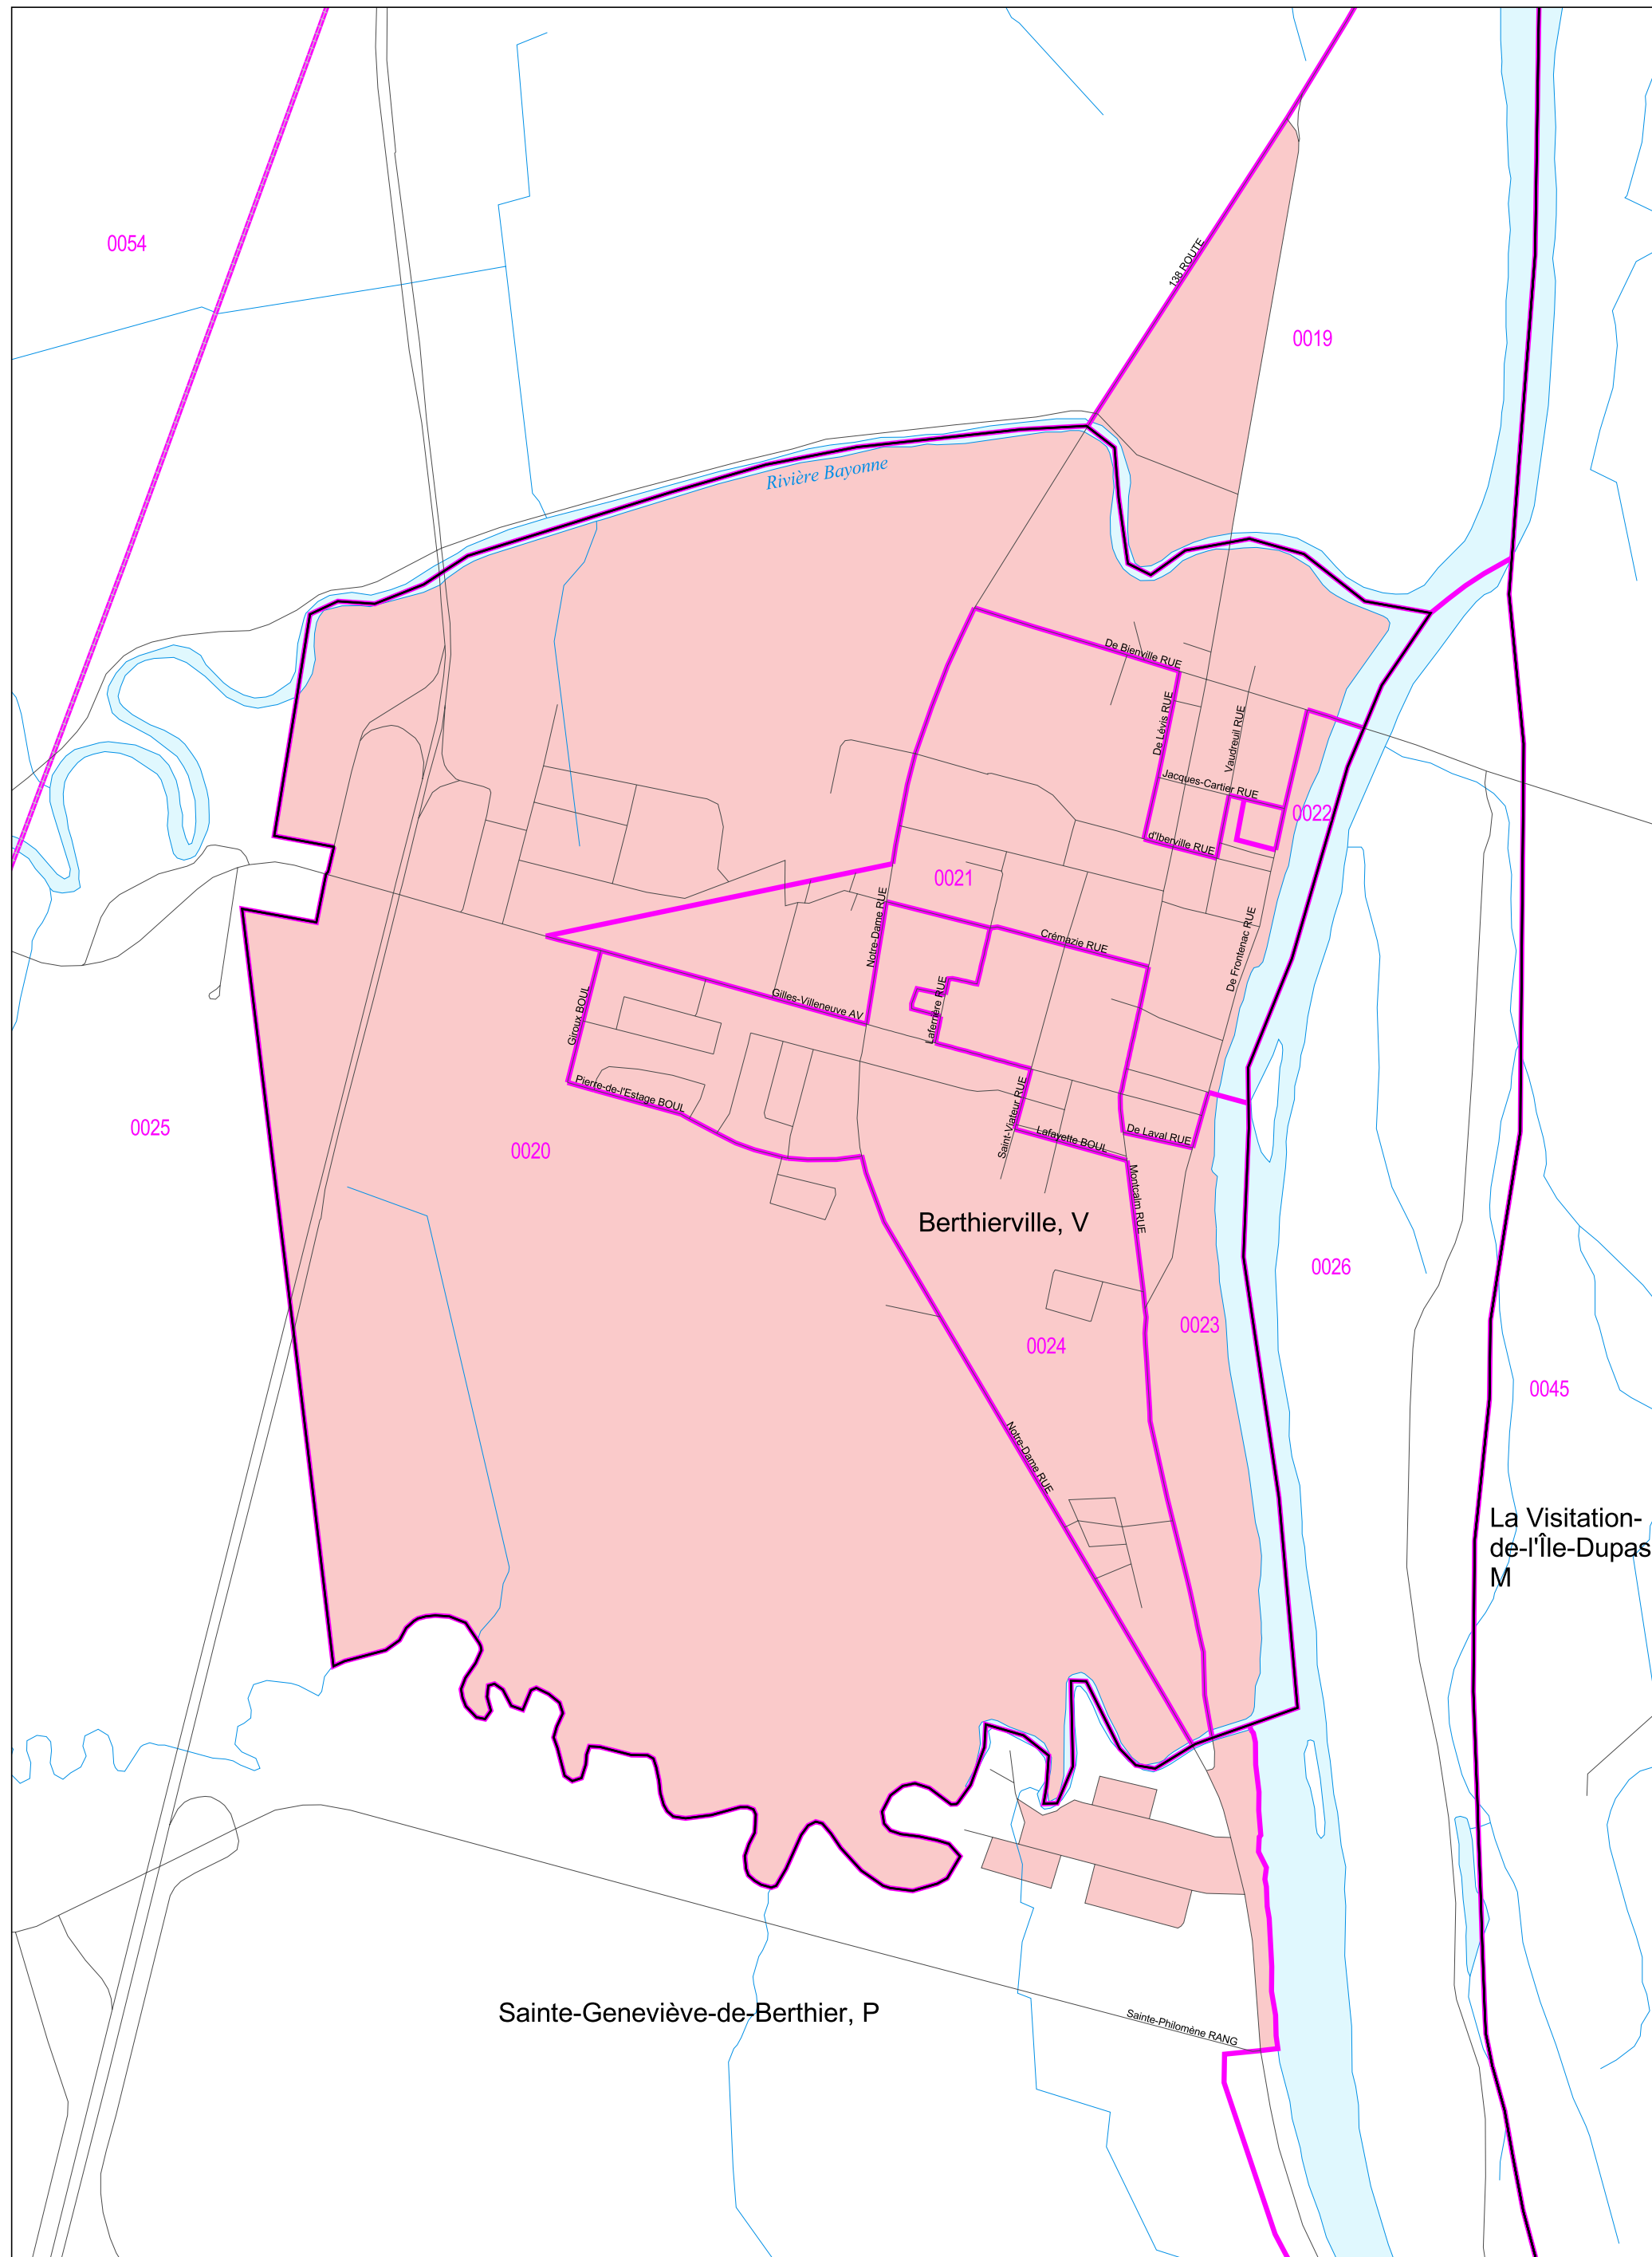 0054
138 ROUTE
0019
Rivière Bayonne
De Bienville RUE
De Lévis RUE
Vaudreuil RUE
Jacques-Cartier RUE
0022
d'Iberville RUE
0021
Notre-Dame RUE
De Frontenac RUE
Crémazie RUE
Laferrière RUE
Gilles-Villeneuve AV
Giroux BOUL
Pierre-de-l'Estage BOUL
Saint-Viateur RUE
Lafayette BOUL
De Laval RUE
0025
0020
Montcalm RUE
Berthierville, V
0026
0023
0024
0045
Notre-Dame RUE
La Visitation-
de-l'Île-Dupas
M
Sainte-Geneviève-de-Berthier, P
Sainte-Philomène RANG